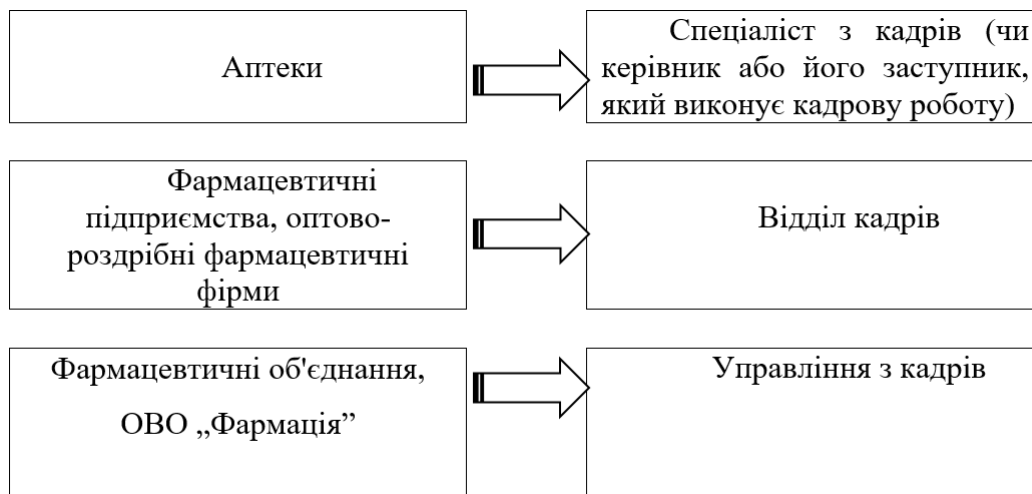 Аптеки
Спеціаліст з кадрів (чи
керівник або його заступник,
який виконує кадрову роботу)
Фармацевтичні
підприємства, оптово-
роздрібні фармацевтичні
фірми
Відділ кадрів
Фармацевтичні об'єднання,
ОВО „Фармація”
Управління з кадрів